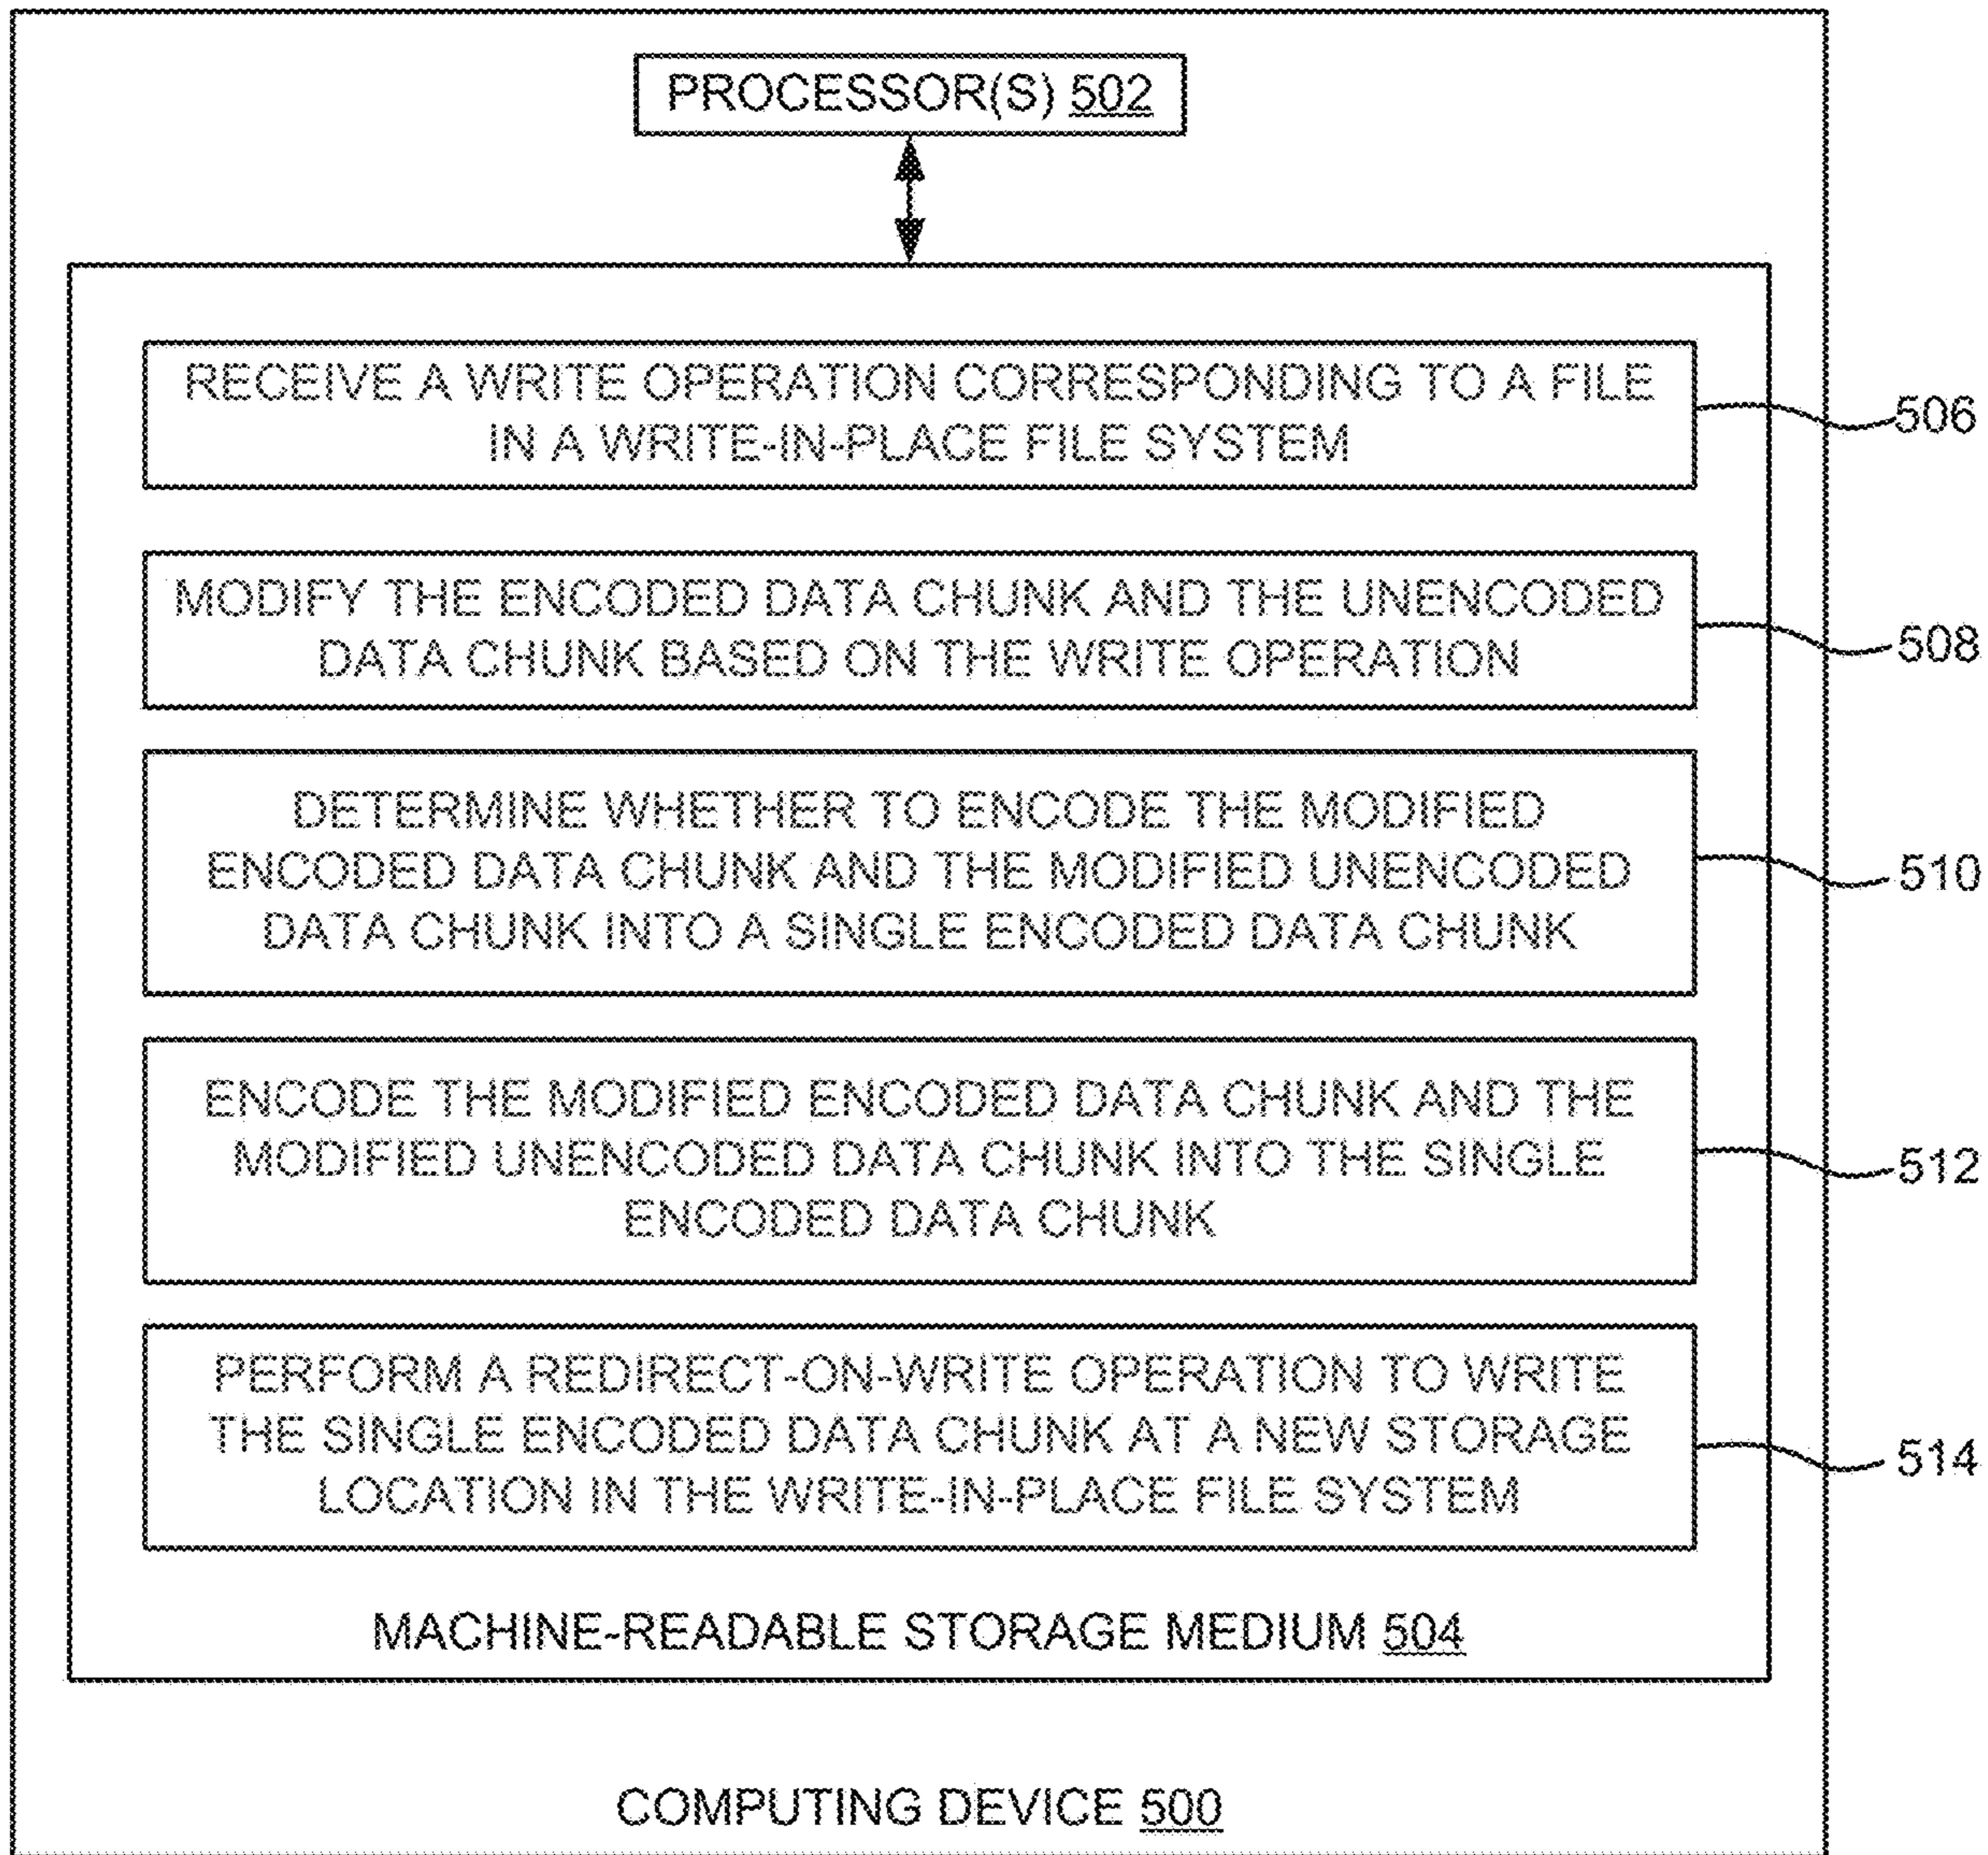 PROCESSOR(S) 502
RECEIVE A WRITE OPERATION CORRESPONDING TO A FILE
IN A WRITE-IN-PLACE FILE SYSTEM
506
MODIFY THE ENCODED DATA CHUNK AND THE UNENCODED
DATA CHUNK BASED ON THE WRITE OPERATION
508
DETERMINE WHETHER TO ENCODE THE MODIFIED
ENCODED DATA CHUNK AND THE MODIFIED UNENCODED
DATA CHUNK INTO A SINGLE ENCODED DATA CHUNK
510
ENCODE THE MODIFIED ENCODED DATA CHUNK AND THE
MODIFIED UNENCODED DATA CHUNK INTO THE SINGLE
ENCODED DATA CHUNK
512
PERFORM A REDIRECT-ON-WRITE OPERATION TO WRITE
THE SINGLE ENCODED DATA CHUNK AT A NEW STORAGE
LOCATION IN THE WRITE-IN-PLACE FILE SYSTEM
514
MACHINE-READABLE STORAGE MEDIUM 504
COMPUTING DEVICE 500